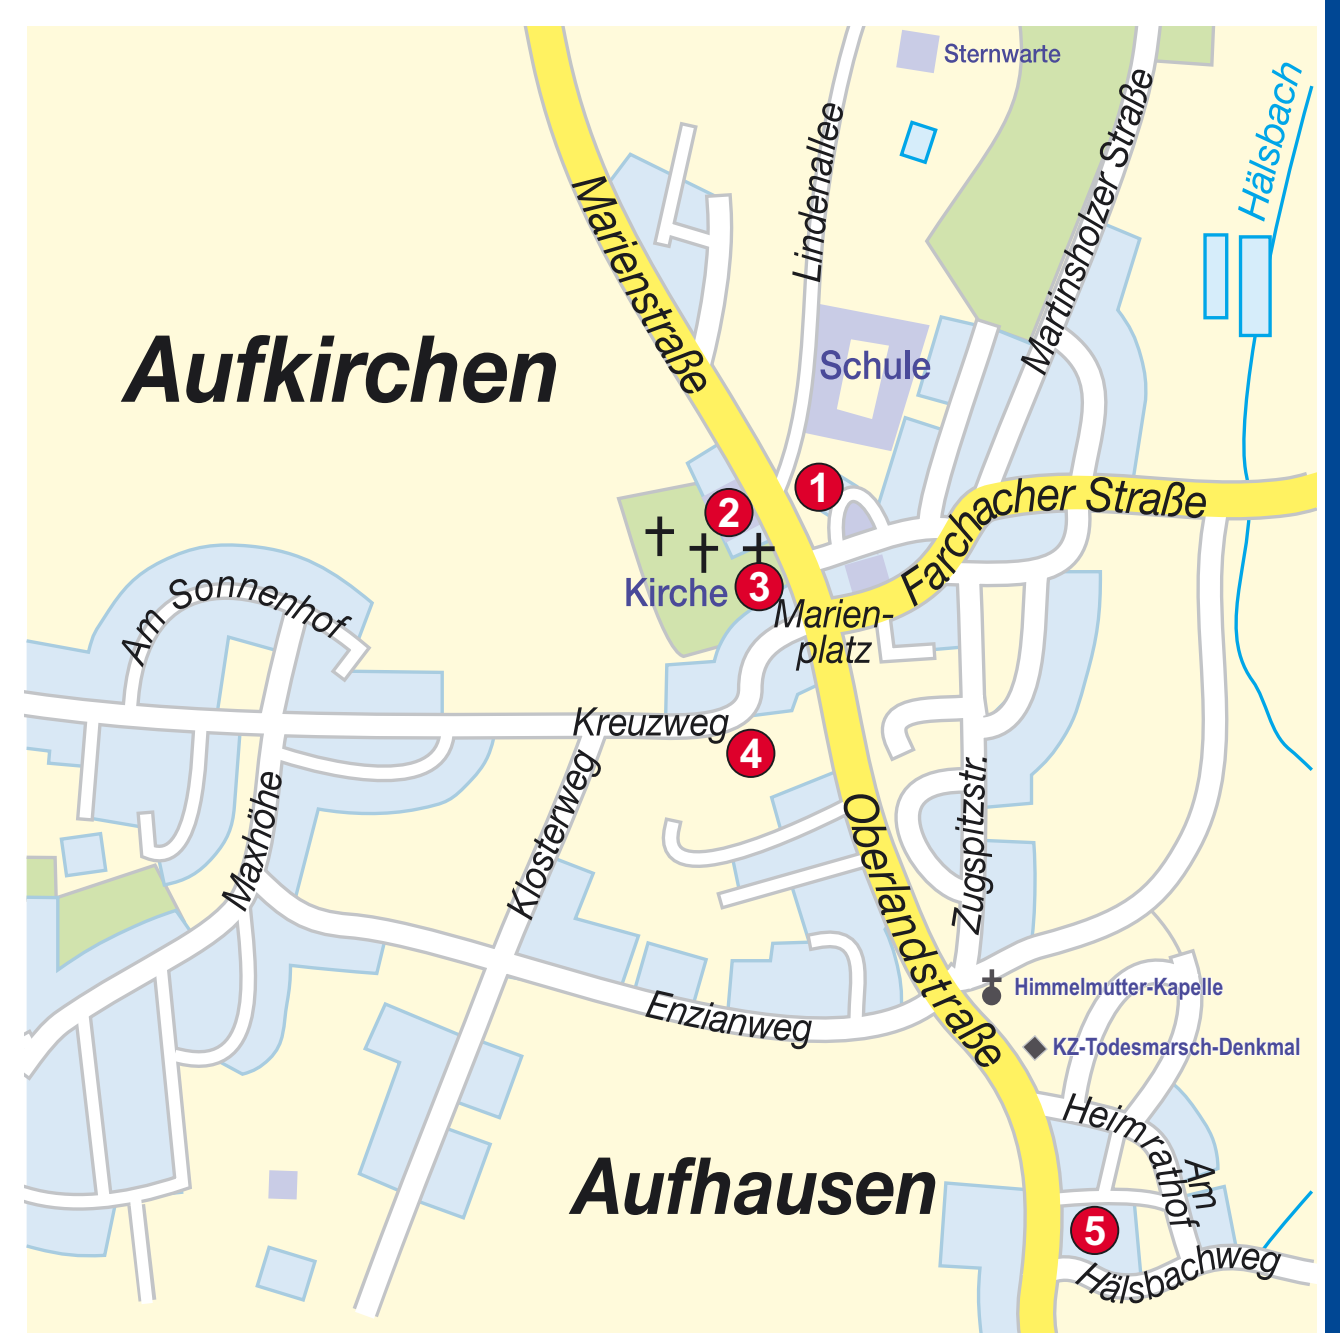 Sternwarte
Hälsbach
Martinsholzer Straße
Lindenallee
Marienstraße
Aufkirchen
Schule
1
2
Farchacher Straße
Kirche
3
Marien-
platz
Am Sonnenhof
Kreuzweg
4
Klosterweg
Maxhöhe
Zugspitzstr.
Oberlandstraße
Enzianweg
Himmelmutter-Kapelle
KZ-Todesmarsch-Denkmal
Am
Heimrathof
Aufhausen
5
Hälsbachweg